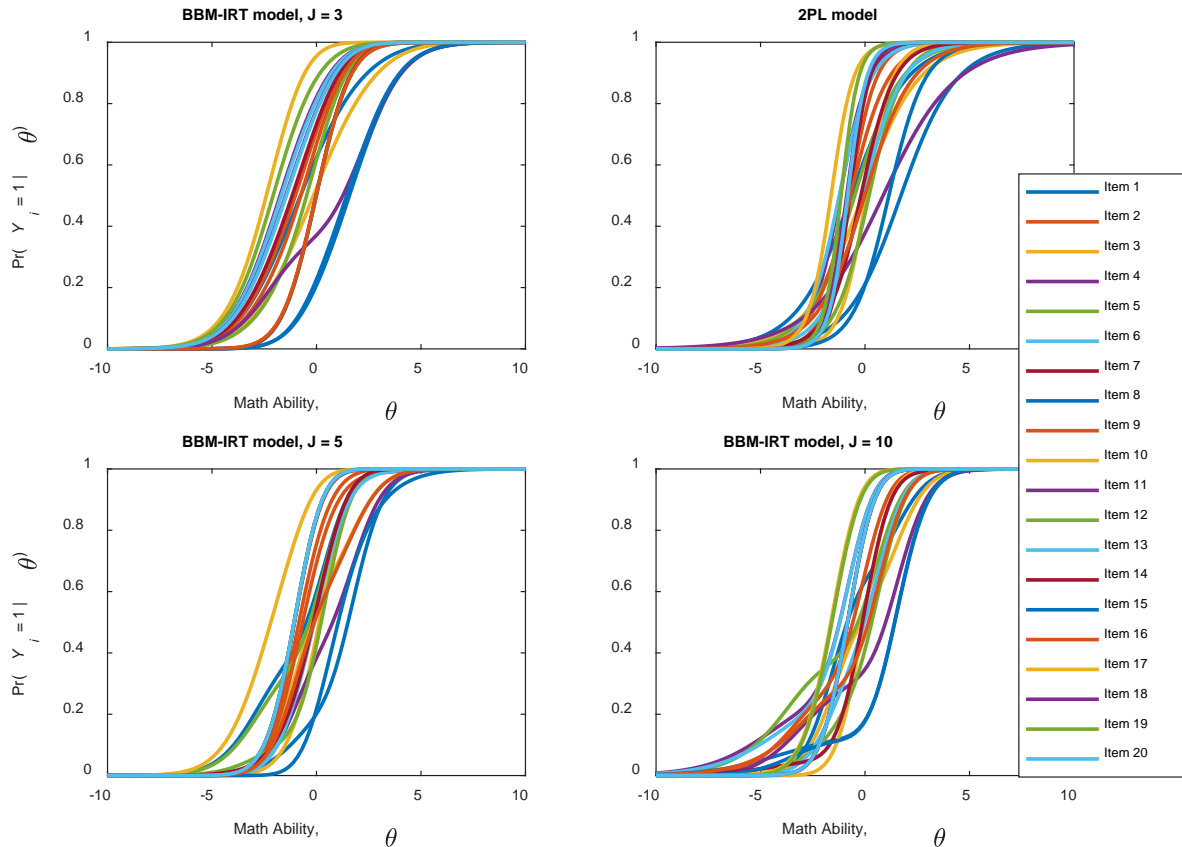 BBM-IRT model, J = 3
1
0.8
0.6
0.4
0.2
0
Pr( Y i = 1 | θ)
-10 -5 0 5 10
Math Ability, θ
2PL model
1
0.8
0.6
0.4
0.2
0
-10 -5 0 5 10
Math Ability, θ
BBM-IRT model, J = 5
1
0.8
0.6
0.4
0.2
0
Pr( Y i = 1 | θ)
-10 -5 0 5 10
Math Ability, θ
BBM-IRT model, J = 10
1
0.8
0.6
0.4
0.2
0
-10 -5 0 5 10
Math Ability, θ
Item 1
Item 2
Item 3
Item 4
Item 5
Item 6
Item 7
Item 8
Item 9
Item 10
Item 11
Item 12
Item 13
Item 14
Item 15
Item 16
Item 17
Item 18
Item 19
Item 20